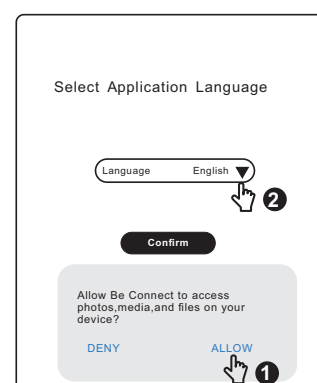 Select Application Language
Language English ▼
2
Confirm
Allow Be Connect to access
photos,media,and files on your
device?
DENY ALLOW
1